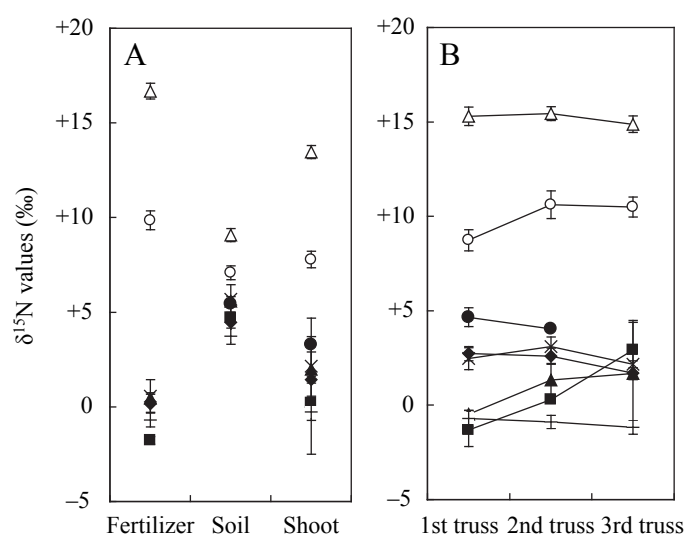 +20
A
+15
+10
+5
0
−5
δ15N values (‰)
Fertilizer Soil Shoot
+20
B
+15
+10
+5
0
−5
1st truss 2nd truss 3rd truss